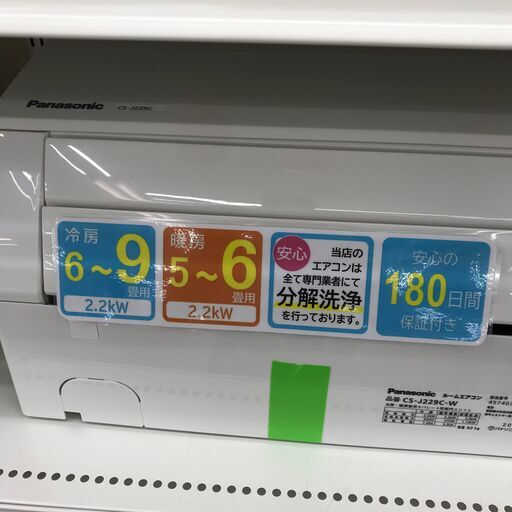 Panasonic CS-J229C
冷房
6～9
畳用
2.2kW
暖房
5～6
畳用
2.2kW
安心
当店の
エアコンは
全て専門業者にて
分解洗浄
を行っております。
安心の
180日間
保証付き
Panasonic ルームエアコン
品番 CS-J229C-W